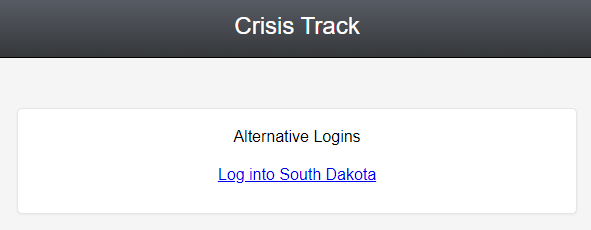 Crisis Track
Alternative Logins
Log into South Dakota